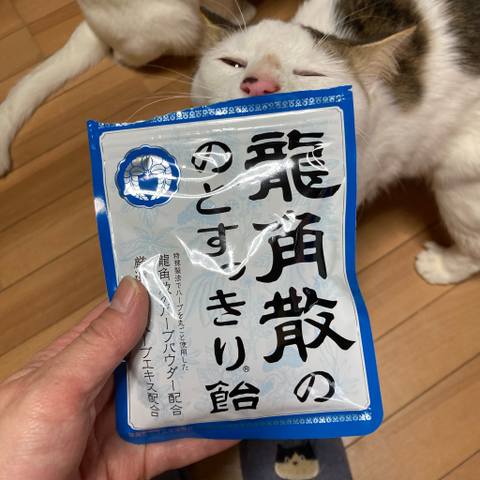 龍角散の
のどすっきり飴®
特殊製法でハーブを丸ごと使用した
龍角散のハーブパウダー配合
ハーブエキス配合